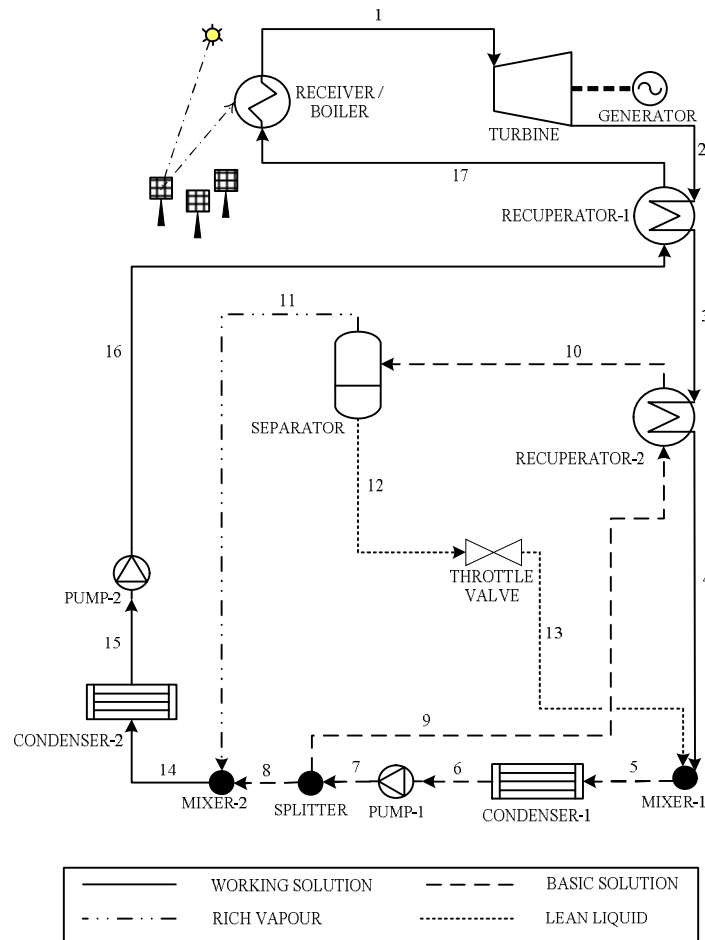 1
RECEIVER /
BOILER
TURBINE
GENERATOR
2
17
RECUPERATOR-1
11
3
16
10
SEPARATOR
RECUPERATOR-2
12
THROTTLE
VALVE
4
PUMP-2
13
15
9
CONDENSER-2
14
8
7
6
5
MIXER-2
SPLITTER
PUMP-1
CONDENSER-1
MIXER-1
WORKING SOLUTION
BASIC SOLUTION
RICH VAPOUR
LEAN LIQUID